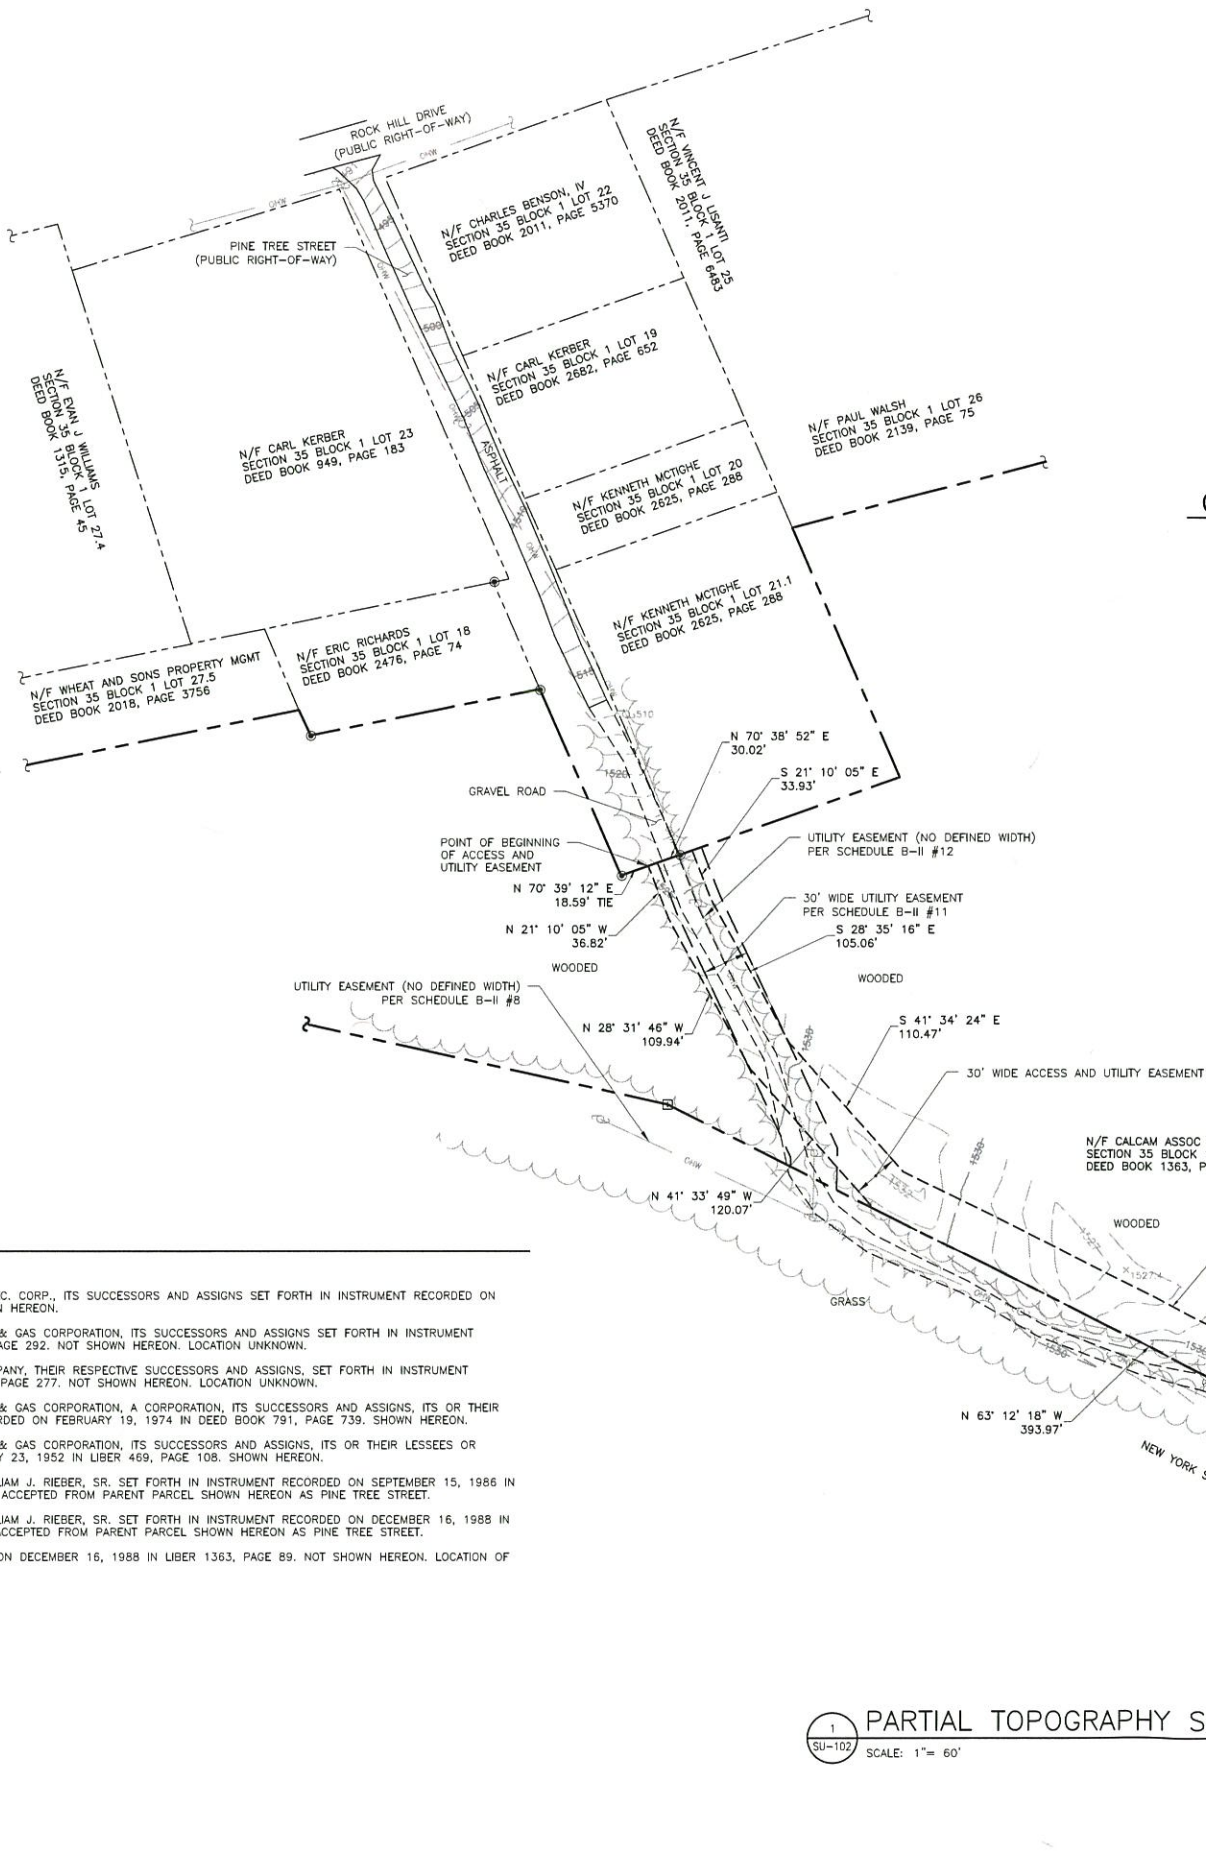 ROCK HILL DRIVE
(PUBLIC RIGHT-OF-WAY)
OHW
OHW
N/F VINCENT J LISANTI
SECTION 35 BLOCK 1 LOT 25
DEED BOOK 2011, PAGE 6483
N/F CHARLES BENSON, IV
SECTION 35 BLOCK 1 LOT 22
DEED BOOK 2011, PAGE 5370
PINE TREE STREET
(PUBLIC RIGHT-OF-WAY)
1495
OHW
1500
N/F CARL KERBER
SECTION 35 BLOCK 1 LOT 19
DEED BOOK 2682, PAGE 652
N/F EVAN J WILLIAMS
SECTION 35 BLOCK 1 LOT 27.4
DEED BOOK 1315, PAGE 45
N/F CARL KERBER
SECTION 35 BLOCK 1 LOT 23
DEED BOOK 949, PAGE 183
1505
ASPHALT
N/F PAUL WALSH
SECTION 35 BLOCK 1 LOT 26
DEED BOOK 2139, PAGE 75
N/F KENNETH MCTIGHE
SECTION 35 BLOCK 1 LOT 20
DEED BOOK 2625, PAGE 288
1510
OHW
N/F KENNETH MCTIGHE
SECTION 35 BLOCK 1 LOT 21.1
DEED BOOK 2625, PAGE 288
N/F ERIC RICHARDS
SECTION 35 BLOCK 1 LOT 18
DEED BOOK 2476, PAGE 74
N/F WHEAT AND SONS PROPERTY MGMT
SECTION 35 BLOCK 1 LOT 27.5
DEED BOOK 2018, PAGE 3756
1515
1520
N 70° 38' 52" E
30.02'
S 21° 10' 05" E
33.93'
GRAVEL ROAD
UTILITY EASEMENT (NO DEFINED WIDTH)
PER SCHEDULE B-II #12
POINT OF BEGINNING
OF ACCESS AND
UTILITY EASEMENT
N 70° 39' 12" E
18.59' TIE
30' WIDE UTILITY EASEMENT
PER SCHEDULE B-II #11
N 21° 10' 05" W
36.82'
S 28° 35' 16" E
105.06'
WOODED
WOODED
UTILITY EASEMENT (NO DEFINED WIDTH)
PER SCHEDULE B-II #8
N 28° 31' 46" W
109.94'
S 41° 34' 24" E
110.47'
1530
30' WIDE ACCESS AND UTILITY EASEMENT
N/F CALCAM ASSOC
SECTION 35 BLOCK
DEED BOOK 1363, P
1530
OHW
1532
N 41° 33' 49" W
120.07'
WOODED
1527
1527.4
GRASS
OHW
1530
N 63° 12' 18" W
393.97'
NEW YORK S
C. CORP., ITS SUCCESSORS AND ASSIGNS SET FORTH IN INSTRUMENT RECORDED ON
N HEREON.
& GAS CORPORATION, ITS SUCCESSORS AND ASSIGNS SET FORTH IN INSTRUMENT
AGE 292. NOT SHOWN HEREON. LOCATION UNKNOWN.
PANY, THEIR RESPECTIVE SUCCESSORS AND ASSIGNS, SET FORTH IN INSTRUMENT
PAGE 277. NOT SHOWN HEREON. LOCATION UNKNOWN.
& GAS CORPORATION, A CORPORATION, ITS SUCCESSORS AND ASSIGNS, ITS OR THEIR
RDED ON FEBRUARY 19, 1974 IN DEED BOOK 791, PAGE 739. SHOWN HEREON.
& GAS CORPORATION, ITS SUCCESSORS AND ASSIGNS, ITS OR THEIR LESSEES OR
Y 23, 1952 IN LIBER 469, PAGE 108. SHOWN HEREON.
IAM J. RIEBER, SR. SET FORTH IN INSTRUMENT RECORDED ON SEPTEMBER 15, 1986 IN
ACCEPTED FROM PARENT PARCEL SHOWN HEREON AS PINE TREE STREET.
IAM J. RIEBER, SR. SET FORTH IN INSTRUMENT RECORDED ON DECEMBER 16, 1988 IN
CCEPTED FROM PARENT PARCEL SHOWN HEREON AS PINE TREE STREET.
ON DECEMBER 16, 1988 IN LIBER 1363, PAGE 89. NOT SHOWN HEREON. LOCATION OF
1
SU-102
PARTIAL TOPOGRAPHY S
SCALE: 1"= 60'